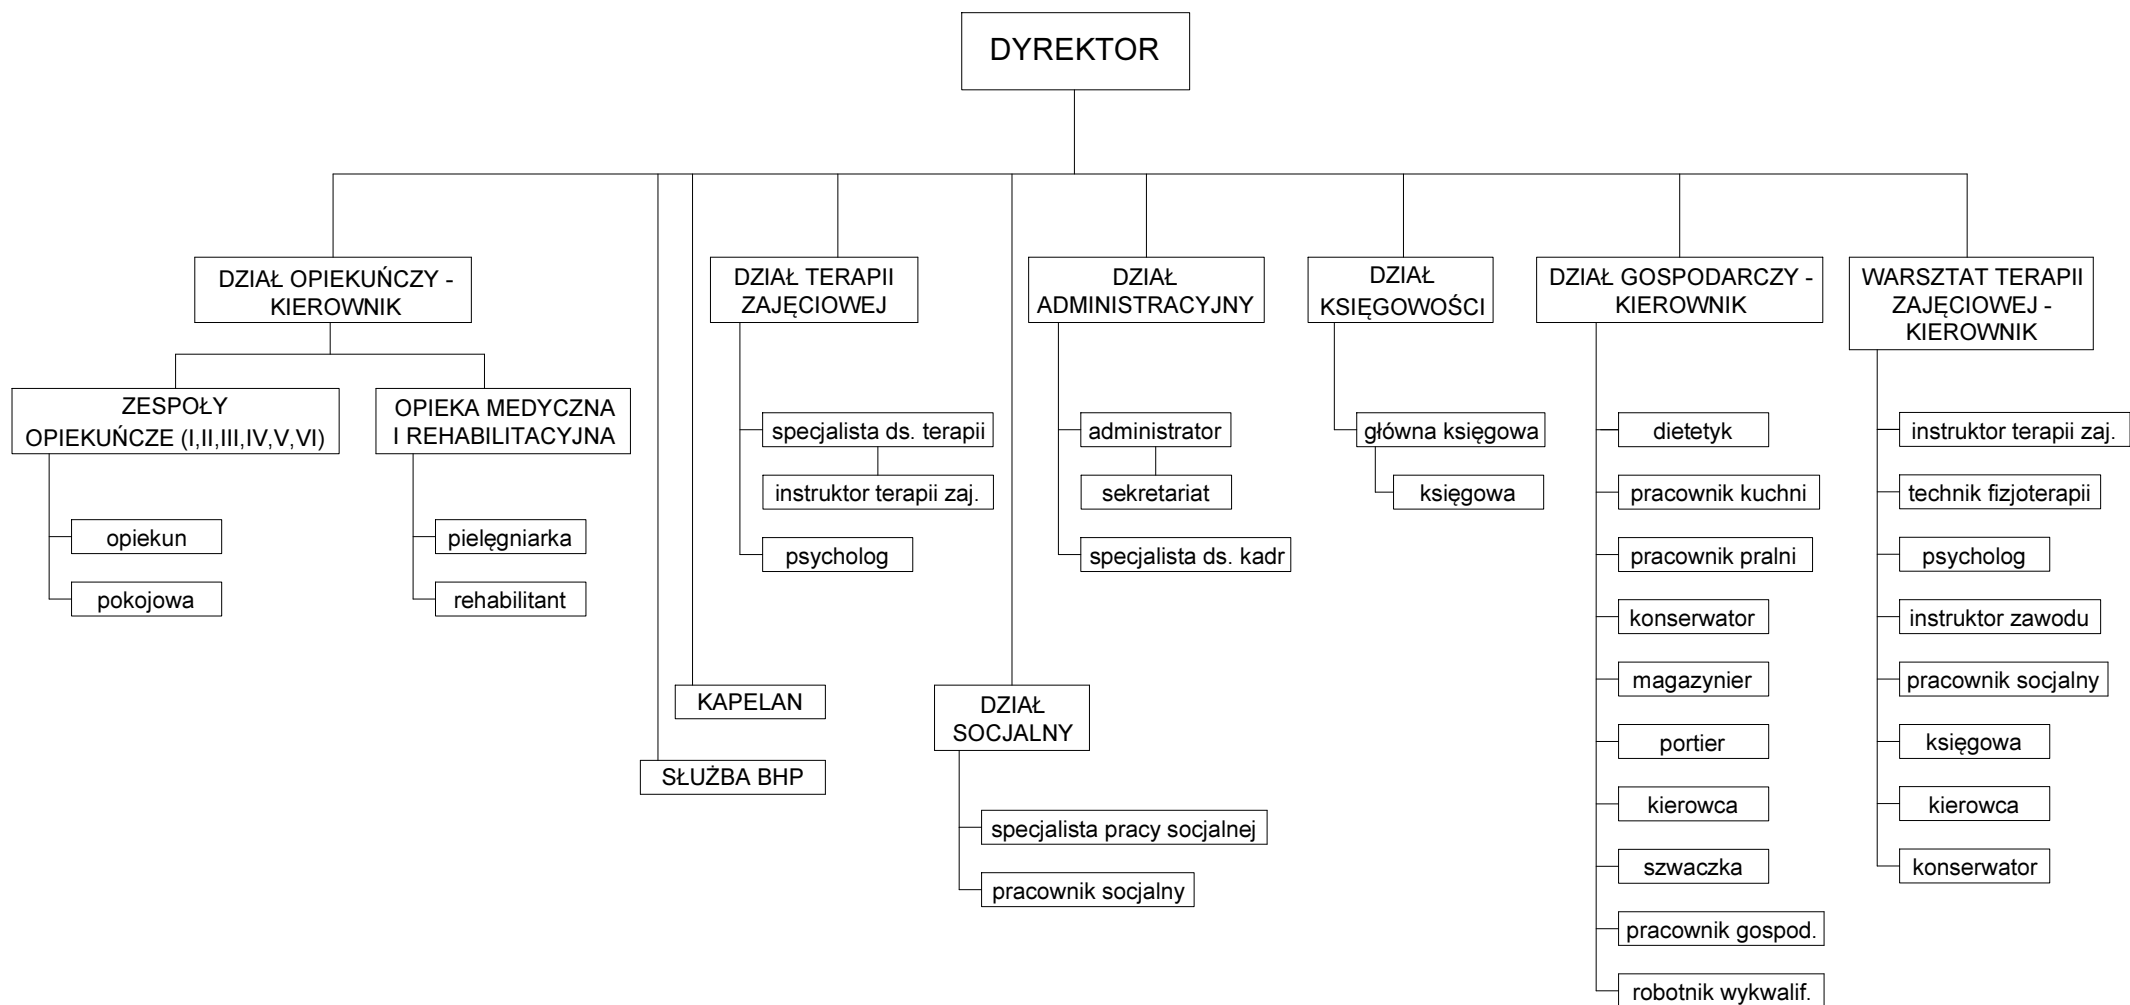 DYREKTOR
DZIAŁ OPIEKUŃCZY -
KIEROWNIK
ZESPOŁY
OPIEKUŃCZE (I,II,III,IV,V,VI)
opiekun
pokojowa
OPIEKA MEDYCZNA
I REHABILITACYJNA
pielęgniarka
rehabilitant
SŁUŻBA BHP
KAPELAN
DZIAŁ TERAPII
ZAJĘCIOWEJ
specjalista ds. terapii
instruktor terapii zaj.
psycholog
DZIAŁ
SOCJALNY
specjalista pracy socjalnej
pracownik socjalny
DZIAŁ
ADMINISTRACYJNY
administrator
sekretariat
specjalista ds. kadr
DZIAŁ
KSIĘGOWOŚCI
główna księgowa
księgowa
DZIAŁ GOSPODARCZY -
KIEROWNIK
dietetyk
pracownik kuchni
pracownik pralni
konserwator
magazynier
portier
kierowca
szwaczka
pracownik gospod.
robotnik wykwalif.
WARSZTAT TERAPII
ZAJĘCIOWEJ -
KIEROWNIK
instruktor terapii zaj.
technik fizjoterapii
psycholog
instruktor zawodu
pracownik socjalny
księgowa
kierowca
konserwator